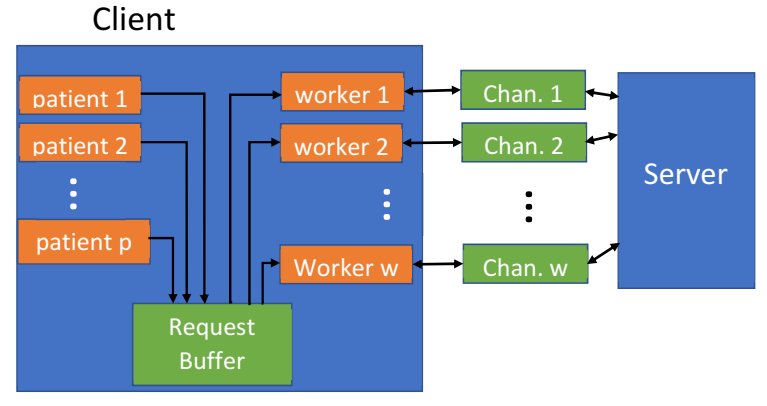 Client
patient 1
worker 1
Chan. 1
patient 2
worker 2
Chan. 2
Server
patient p
Worker w
Chan. w
Request
Buffer